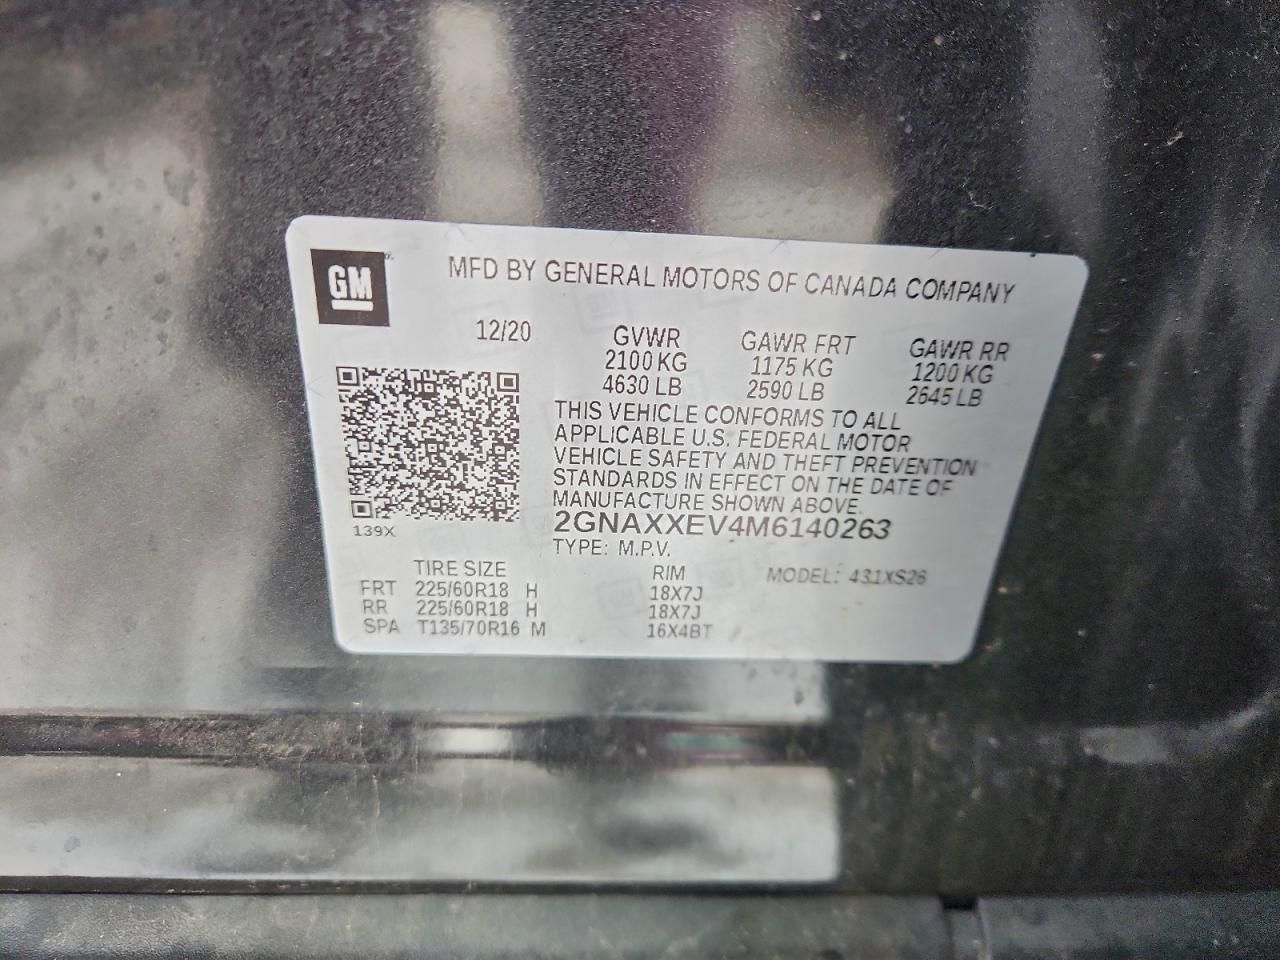 GM
MFD BY GENERAL MOTORS OF CANADA COMPANY
12/20 GVWR GAWR FRT GAWR RR
2100 KG 1175 KG 1200 KG
4630 LB 2590 LB 2645 LB
THIS VEHICLE CONFORMS TO ALL
APPLICABLE U.S. FEDERAL MOTOR
VEHICLE SAFETY AND THEFT PREVENTION
STANDARDS IN EFFECT ON THE DATE OF
MANUFACTURE SHOWN ABOVE.
139X
2GNAXXEV4M6140263
TYPE: M.P.V.
TIRE SIZE RIM MODEL: 431XS26
FRT 225/60R18 H 18X7J
RR 225/60R18 H 18X7J
SPA T135/70R16 M 16X4BT